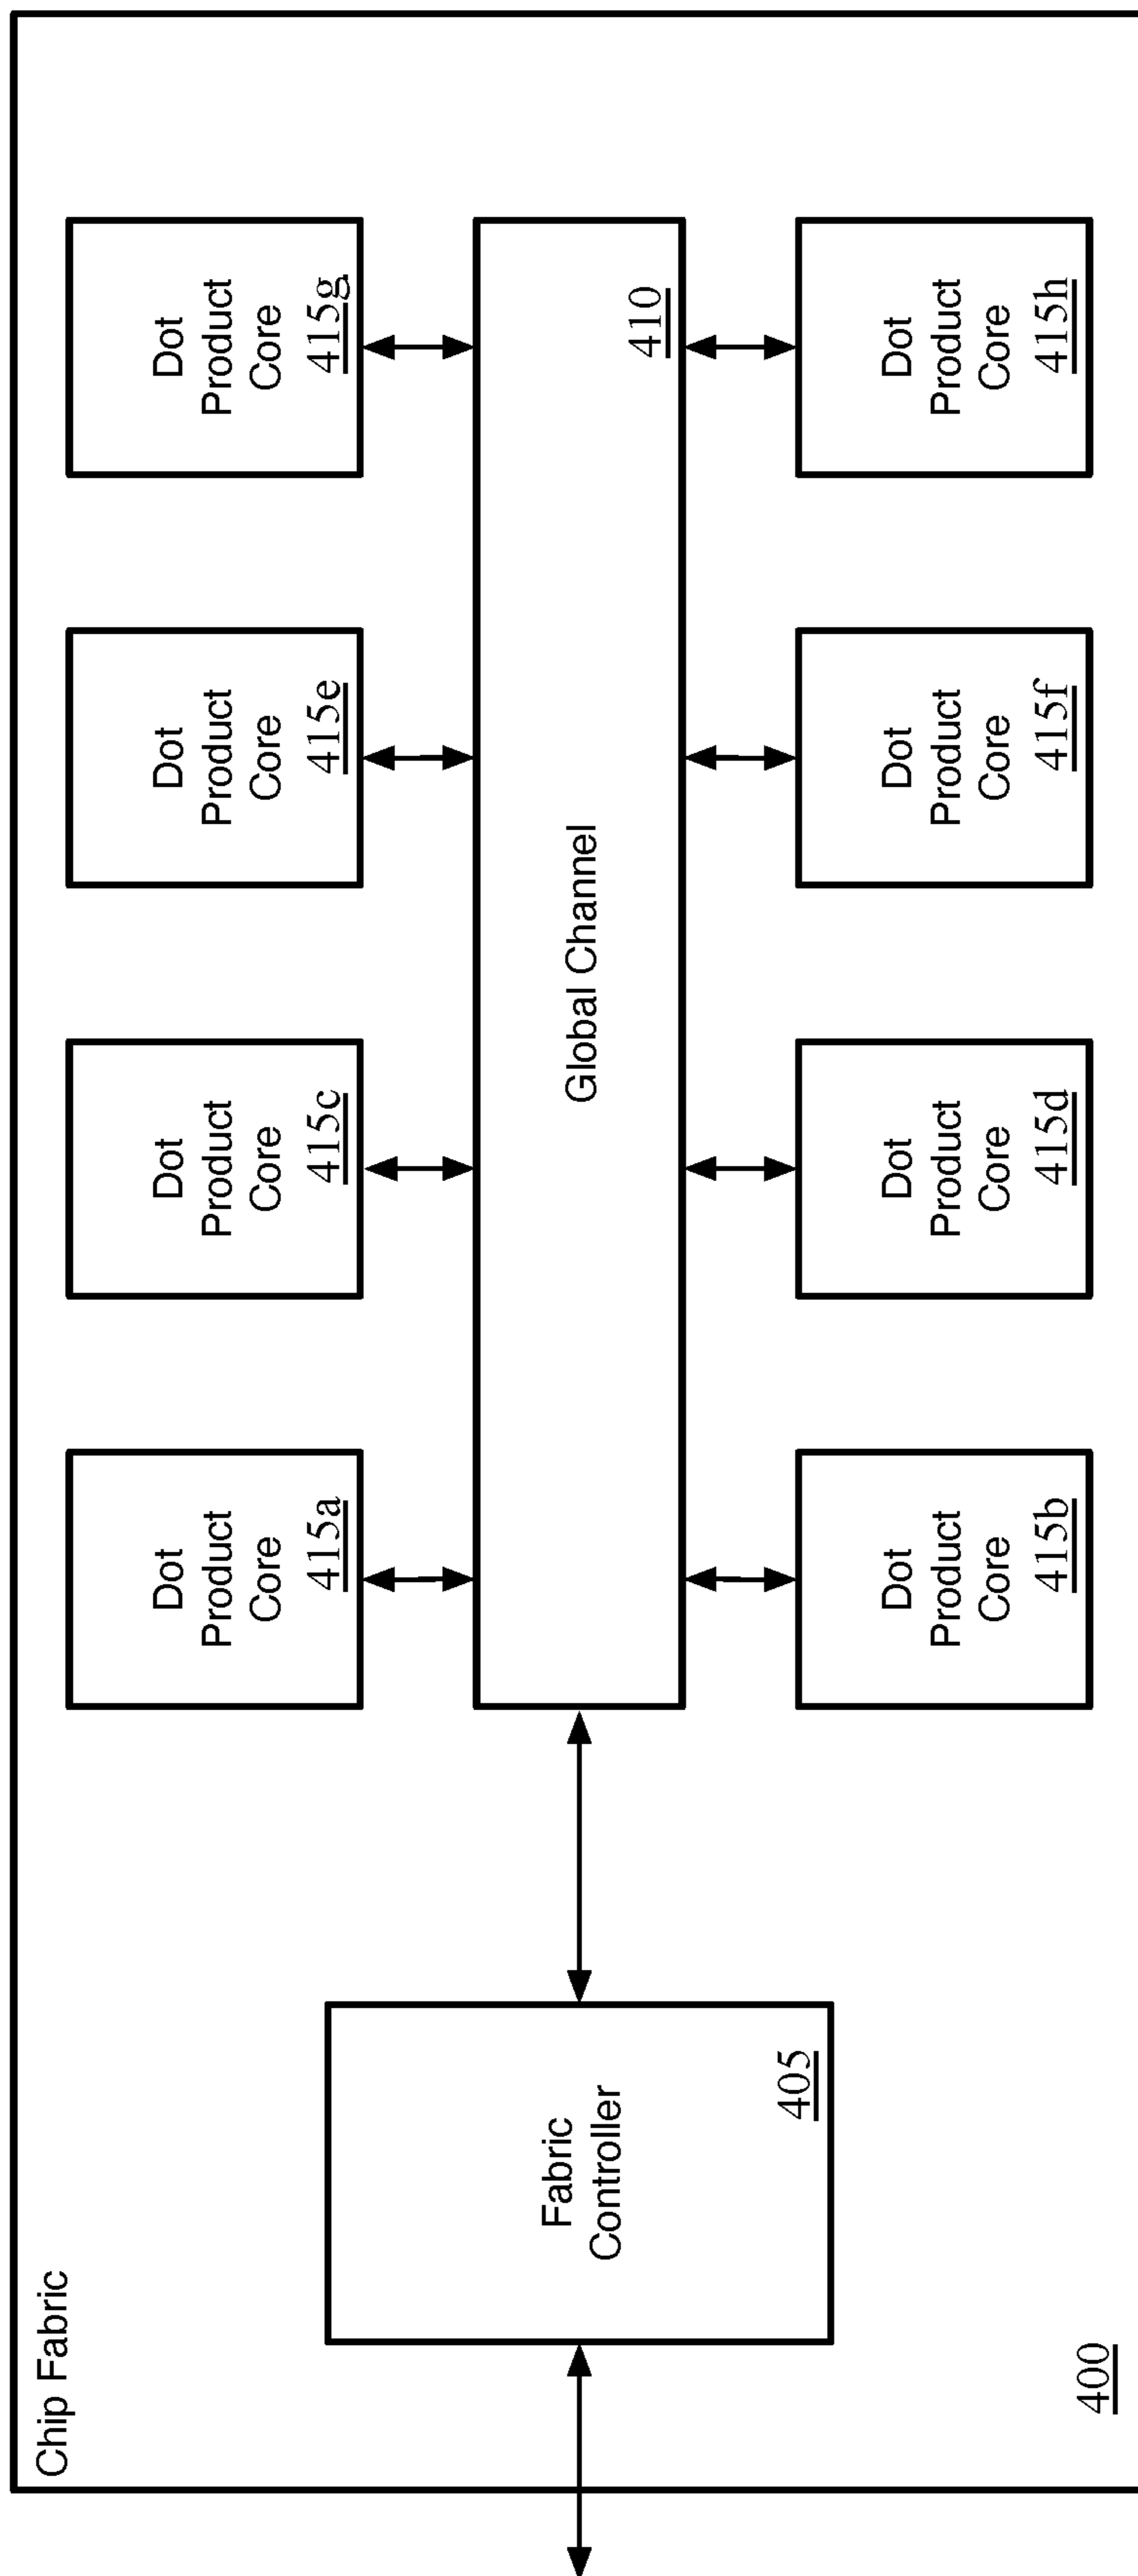 Chip Fabric
Dot
Product
Core
415a
Dot
Product
Core
415c
Dot
Product
Core
415e
Dot
Product
Core
415g
Fabric
Controller
405
Global Channel
410
Dot
Product
Core
415b
Dot
Product
Core
415d
Dot
Product
Core
415f
Dot
Product
Core
415h
400